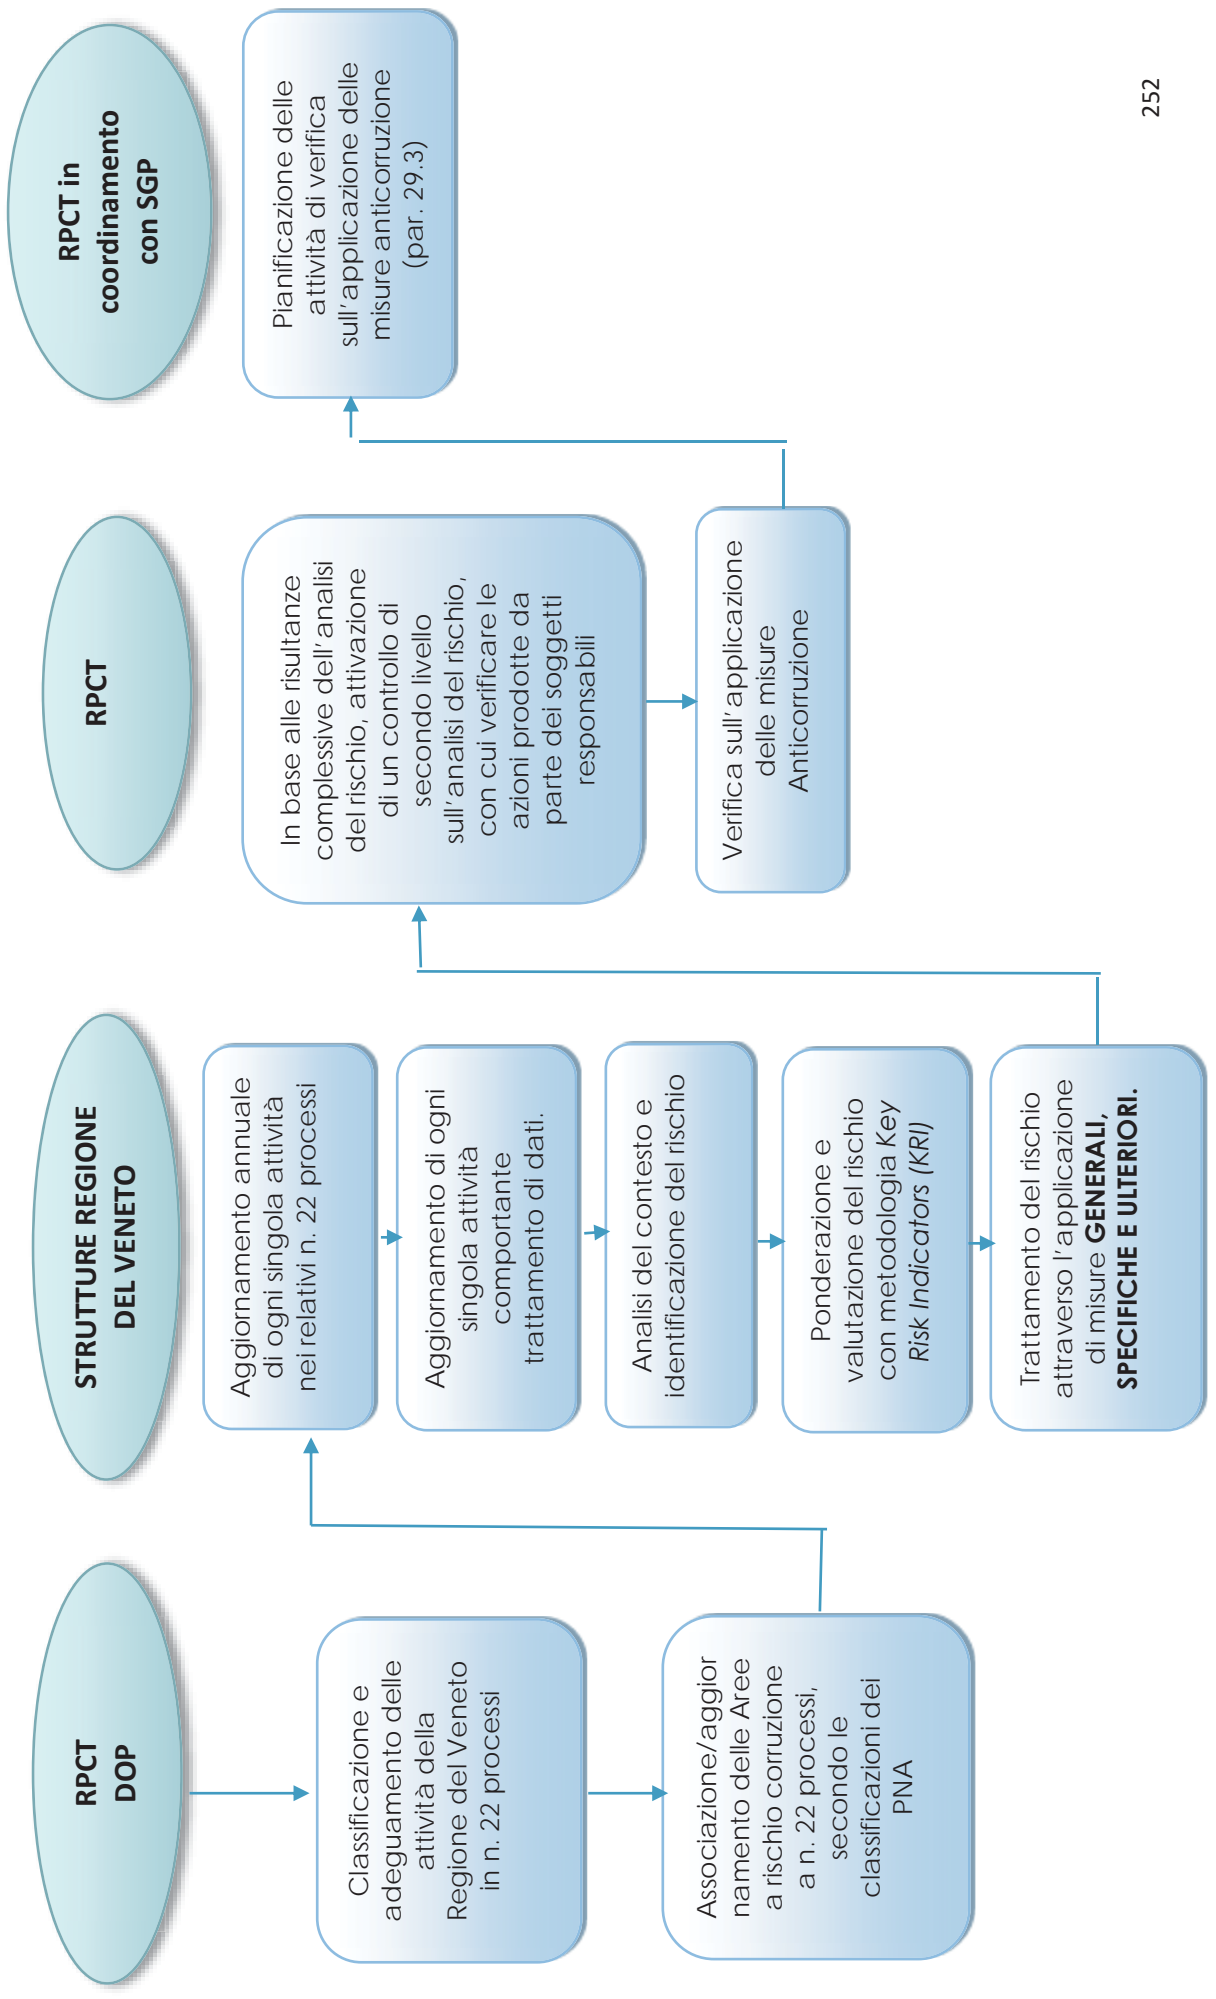 RPCT
DOP
Classificazione e
adeguamento delle
attività della
Regione del Veneto
in n. 22 processi
Associazione/aggior
namento delle Aree
a rischio corruzione
a n. 22 processi,
secondo le
classificazioni dei
PNA
STRUTTURE REGIONE
DEL VENETO
Aggiornamento annuale
di ogni singola attività
nei relativi n. 22 processi
Aggiornamento di ogni
singola attività
comportante
trattamento di dati.
Analisi del contesto e
identificazione del rischio
Ponderazione e
valutazione del rischio
con metodologia Key
Risk Indicators (KRI)
Trattamento del rischio
attraverso l'applicazione
di misure GENERALI,
SPECIFICHE E ULTERIORI.
RPCT
In base alle risultanze
complessive dell'analisi
del rischio, attivazione
di un controllo di
secondo livello
sull'analisi del rischio,
con cui verificare le
azioni prodotte da
parte dei soggetti
responsabili
Verifica sull'applicazione
delle misure
Anticorruzione
RPCT in
coordinamento
con SGP
Pianificazione delle
attività di verifica
sull'applicazione delle
misure anticorruzione
(par. 29.3)
252